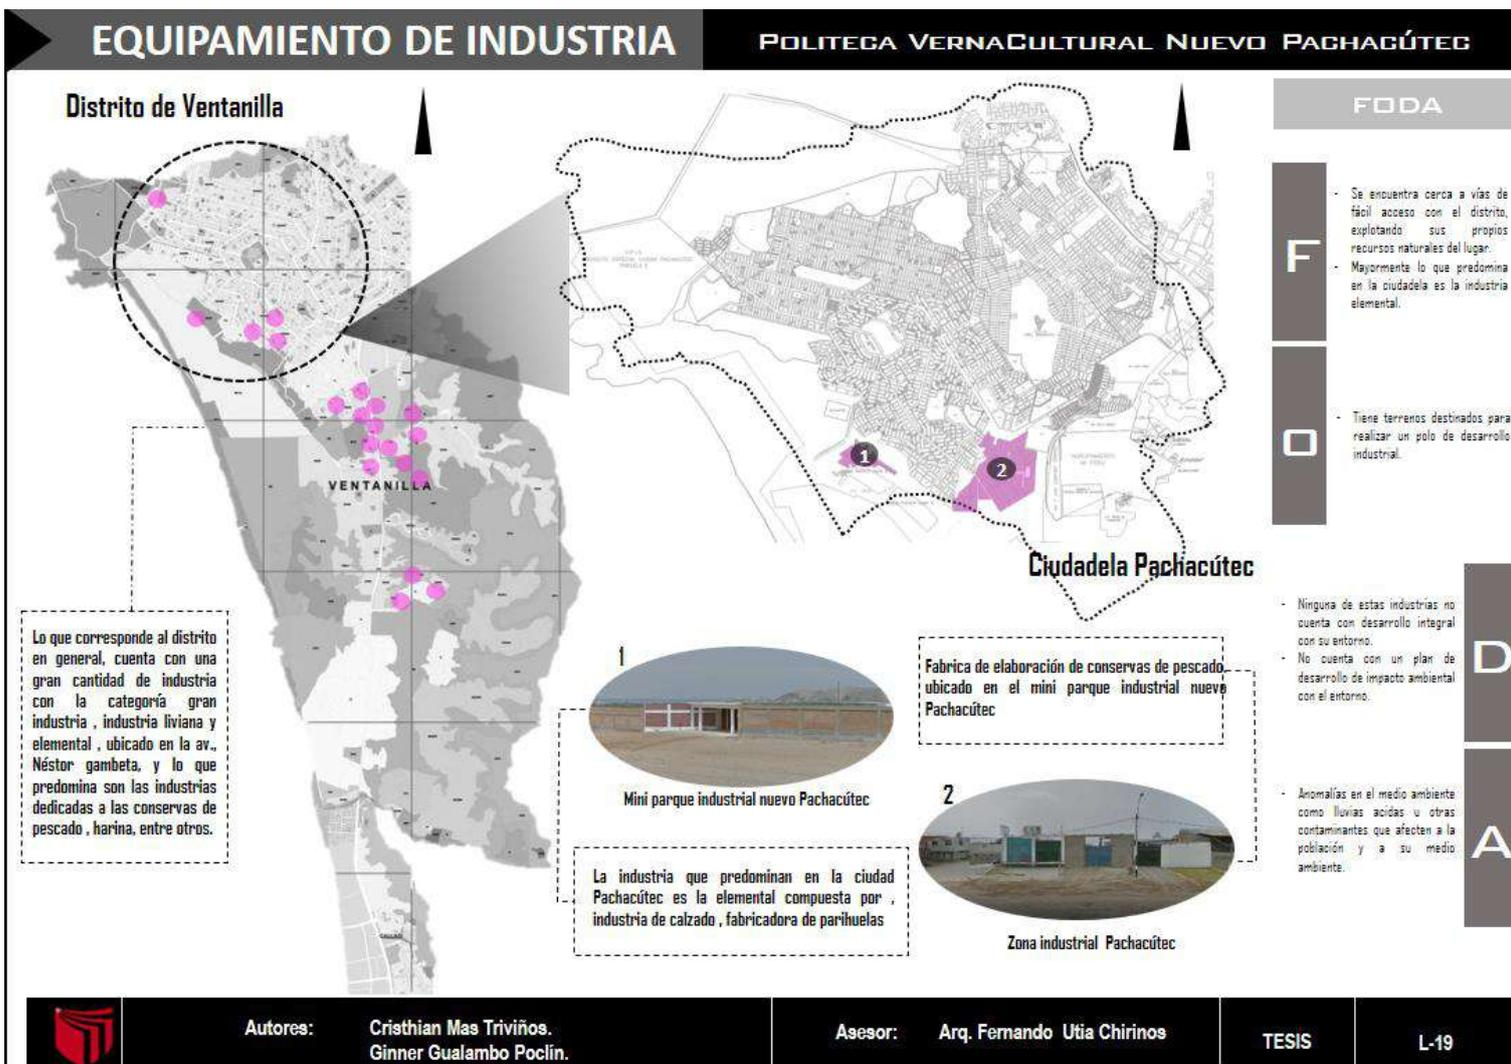 EQUIPAMIENTO DE INDUSTRIA
POLITECA VERNACULTURAL NUEVO PACHACÚTEC
Distrito de Ventanilla
VENTANILLA
Lo que corresponde al distrito
en general, cuenta con una
gran cantidad de industria
con la categoría gran
industria , industria liviana y
elemental , ubicado en la av.,
Néstor gambeta, y lo que
predomina son las industrias
dedicadas a las conservas de
pescado , harina, entre otros.
1
2
Ciudadela Pachacútec
1
Mini parque industrial nuevo Pachacútec
La industria que predominan en la ciudad
Pachacútec es la elemental compuesta por ,
industria de calzado , fabricadora de parihuelas
Fabrica de elaboración de conservas de pescado
ubicado en el mini parque industrial nuevo
Pachacútec
2
Zona industrial Pachacútec
FODA
F
- Se encuentra cerca a vías de
fácil acceso con el distrito,
explotando sus propios
recursos naturales del lugar.
- Mayormente lo que predomina
en la ciudadela es la industria
elemental.
O
- Tiene terrenos destinados para
realizar un polo de desarrollo
industrial.
- Ninguna de estas industrias no
cuenta con desarrollo integral
con su entorno.
- No cuenta con un plan de
desarrollo de impacto ambiental
con el entorno.
D
- Anomalías en el medio ambiente
como lluvias acidas u otras
contaminantes que afecten a la
población y a su medio
ambiente.
A
Autores: Cristhian Mas Triviños.
Ginner Gualambo Poclín.
Asesor: Arq. Fernando Utia Chirinos
TESIS
L-19